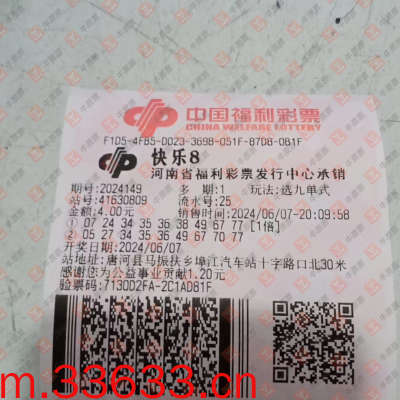 中国福利彩票
CHINA WELFARE LOTTERY
F1D5-4FB5-D023-3698-051F-87D8-081F
快乐8
河南省福利彩票发行中心承销
期号:2024149 多 期:1 玩法:选九单式
站号:41630809 流水号:25
金额:4.00元 销售时间:2024/06/07-20:09:58
① 07 24 34 35 36 38 49 67 77 [1倍]
② 05 27 34 35 36 49 67 70 77
开奖日期:2024/06/07
站地址:唐河县马振扶乡埠江汽车站十字路口北30米
感谢您为公益事业贡献1.20元
验票码:713002FA-2C1AD81F
m.33633.cn